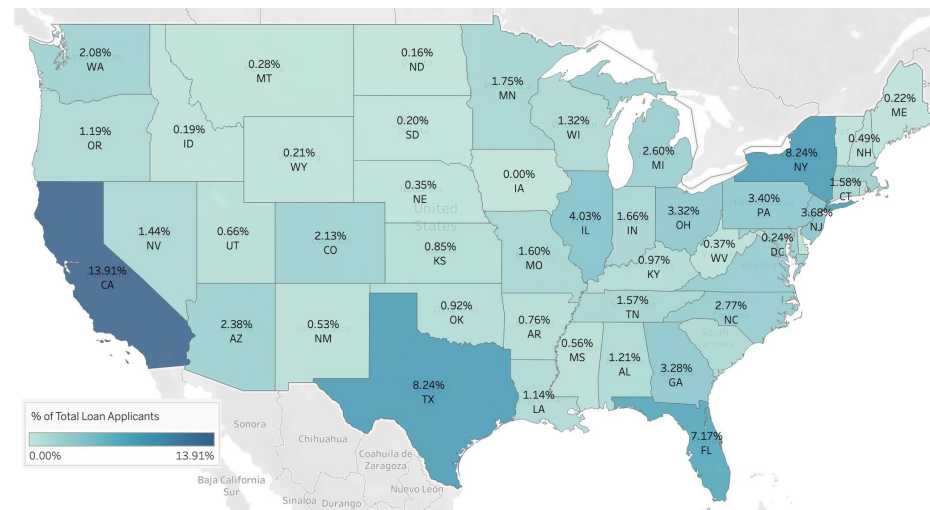 2.08%
WA
0.28%
MT
0.16%
ND
1.75%
MN
0.22%
ME
1.19%
OR
0.19%
ID
0.20%
SD
1.32%
WI
2.60%
MI
8.24%
NY
0.49%
NH
0.21%
WY
0.00%
IA
1.58%
CT
0.35%
NE
United
States
3.40%
PA
3.68%
NJ
1.44%
NV
0.66%
UT
2.13%
CO
0.85%
KS
4.03%
IL
1.66%
IN
3.32%
OH
0.37%
WV
0.24%
DC
13.91%
CA
1.60%
MO
0.97%
KY
2.38%
AZ
0.53%
NM
0.92%
OK
0.76%
AR
1.57%
TN
2.77%
NC
8.24%
TX
1.14%
LA
0.56%
MS
1.21%
AL
3.28%
GA
7.17%
FL
% of Total Loan Applicants
0.00%
13.91%
Sonora
Chihuahua
Coahuila de
Zaragoza
Baja California
Sur
Sinaloa
Durango
Nuevo León